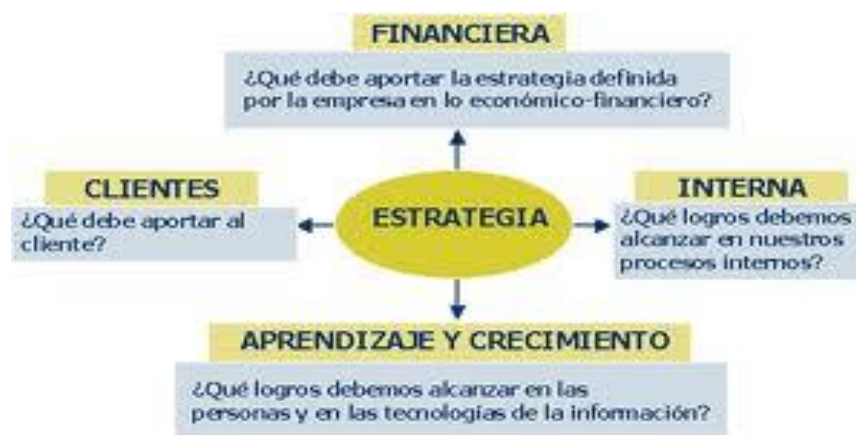 FINANCIERA
¿Qué debe aportar la estrategia definida
por la empresa en lo económico-financiero?
CLIENTES
¿Qué debe aportar al
cliente?
ESTRATEGIA
INTERNA
¿Qué logros debemos
alcanzar en nuestros
procesos internos?
APRENDIZAJE Y CRECIMIENTO
¿Qué logros debemos alcanzar en las
personas y en las tecnologías de la información?